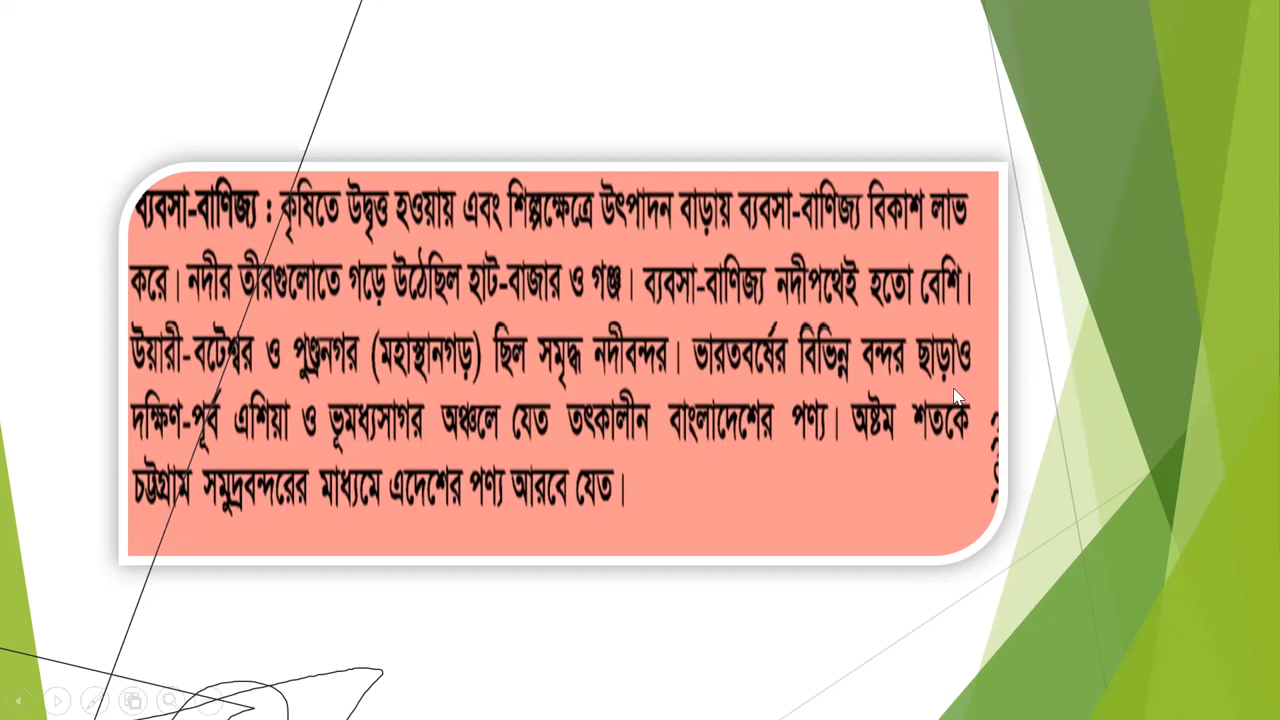 ব্যবসা-বাণিজ্য : কৃষিতে উদ্বৃত্ত হওয়ায় এবং শিল্পক্ষেত্রে উৎপাদন বাড়ায় ব্যবসা-বাণিজ্য বিকাশ লাভ
করে। নদীর তীরগুলোতে গড়ে উঠেছিল হাট-বাজার ও গঞ্জ। ব্যবসা-বাণিজ্য নদীপথেই হতো বেশি।
উয়ারী-বটেশ্বর ও পুণ্ড্রনগর (মহাস্থানগড়) ছিল সমৃদ্ধ নদীবন্দর। ভারতবর্ষের বিভিন্ন বন্দর ছাড়াও
দক্ষিণ-পূর্ব এশিয়া ও ভূমধ্যসাগর অঞ্চলে যেত তৎকালীন বাংলাদেশের পণ্য। অষ্টম শতকে
চট্টগ্রাম সমুদ্রবন্দরের মাধ্যমে এদেশের পণ্য আরবে যেত।